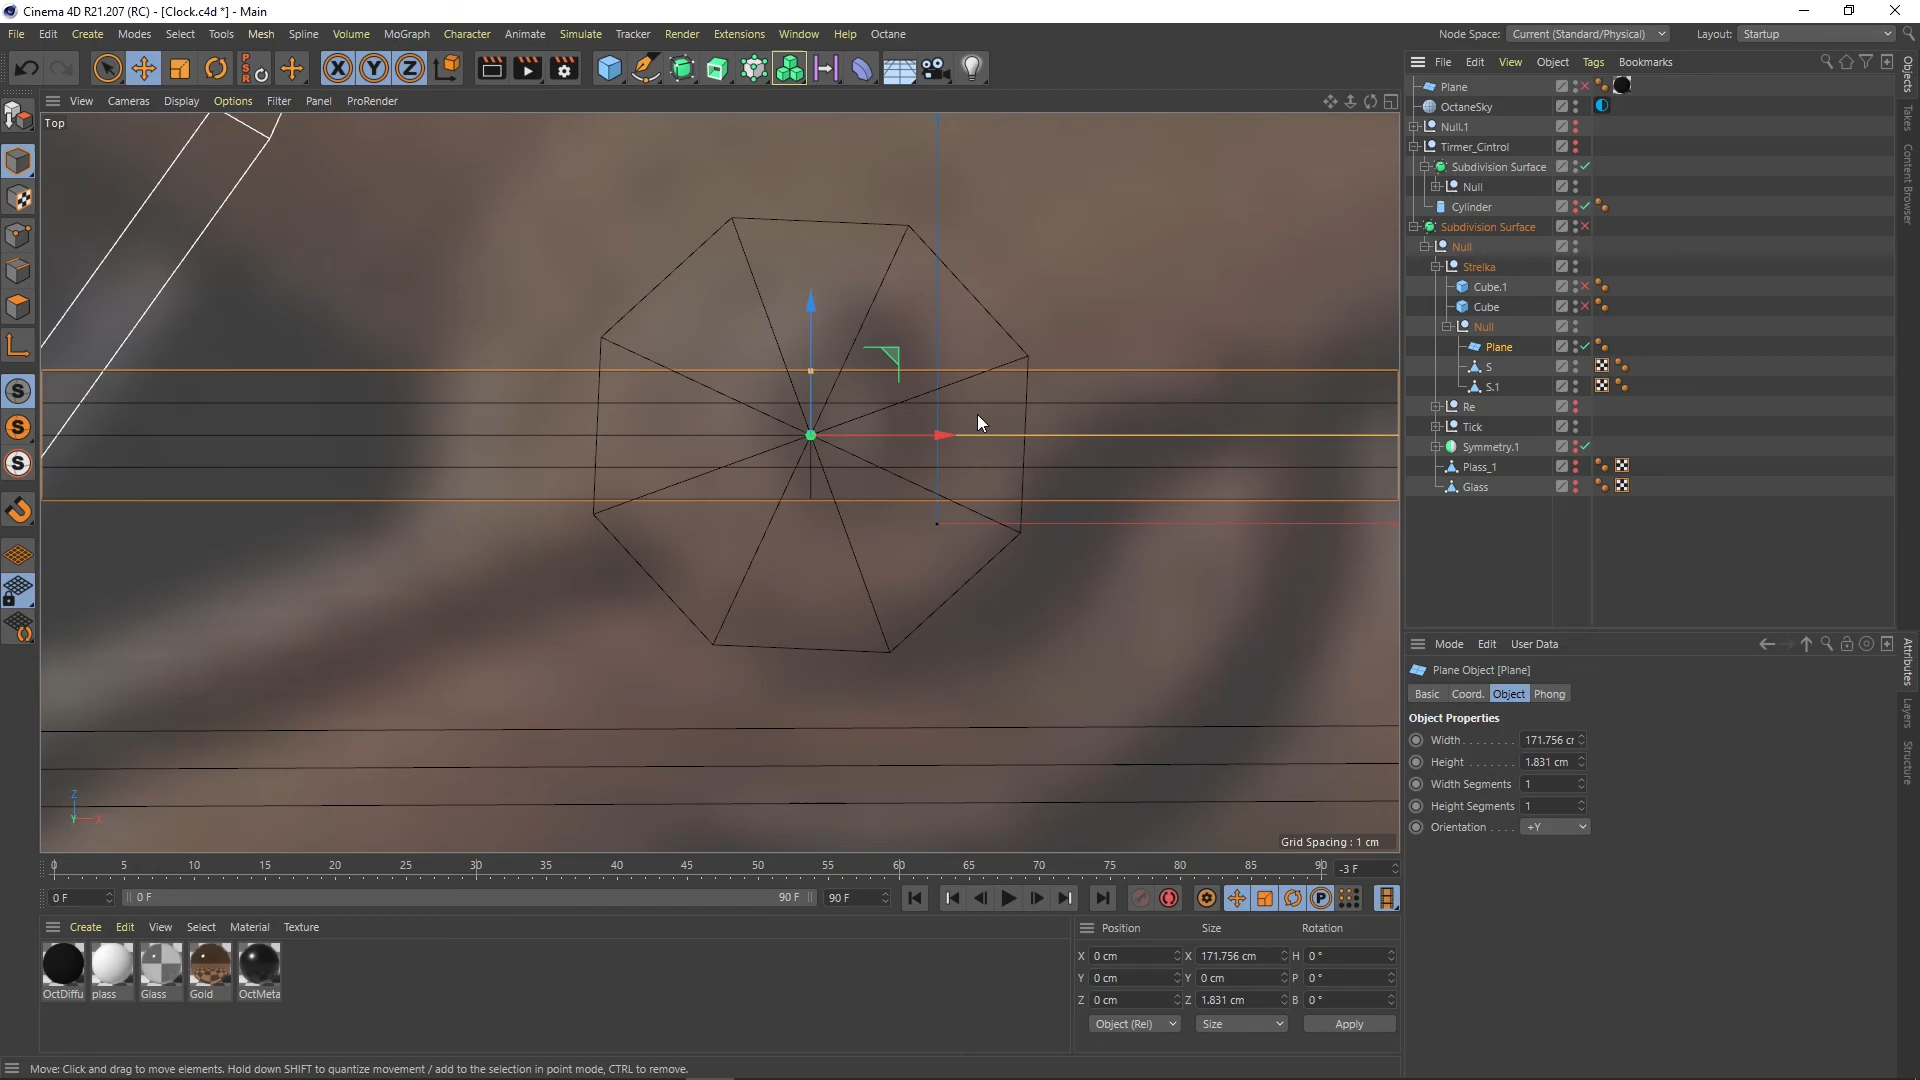 Cinema 4D R21.207 (RC) - [Clock.c4d *] - Main
File Edit Create Modes Select Tools Mesh Spline Volume MoGraph Character Animate Simulate Tracker Render Extensions Window Help Octane
Node Space: Current (Standard/Physical) Layout: Startup
P
S
R
X Y Z
View Cameras Display Options Filter Panel ProRender
Top
Grid Spacing : 1 cm
Z
Y X
S
S
S
File Edit View Object Tags Bookmarks
Plane
OctaneSky
Null.1
Tirmer_Cintrol
Subdivision Surface
Null
Cylinder
Subdivision Surface
Null
Strelka
Cube.1
Cube
Null
Plane
S
S.1
Re
Tick
Symmetry.1
Plass_1
Glass
Objects
Takes
Content Browser
Mode Edit User Data
Plane Object [Plane]
Basic Coord. Object Phong
Object Properties
Width 171.756 cr
Height 1.831 cm
Width Segments 1
Height Segments 1
Orientation +Y
Attributes
Layers
Structure
0 5 10 15 20 25 30 35 40 45 50 55 60 65 70 75 80 85 90 -3 F
0 F 0 F 90 F 90 F
P
Create Edit View Select Material Texture
OctDiffu plass Glass Gold OctMeta
Position Size Rotation
X 0 cm X 171.756 cm H 0 °
Y 0 cm Y 0 cm P 0 °
Z 0 cm Z 1.831 cm B 0 °
Object (Rel) Size Apply
Move: Click and drag to move elements. Hold down SHIFT to quantize movement / add to the selection in point mode, CTRL to remove.